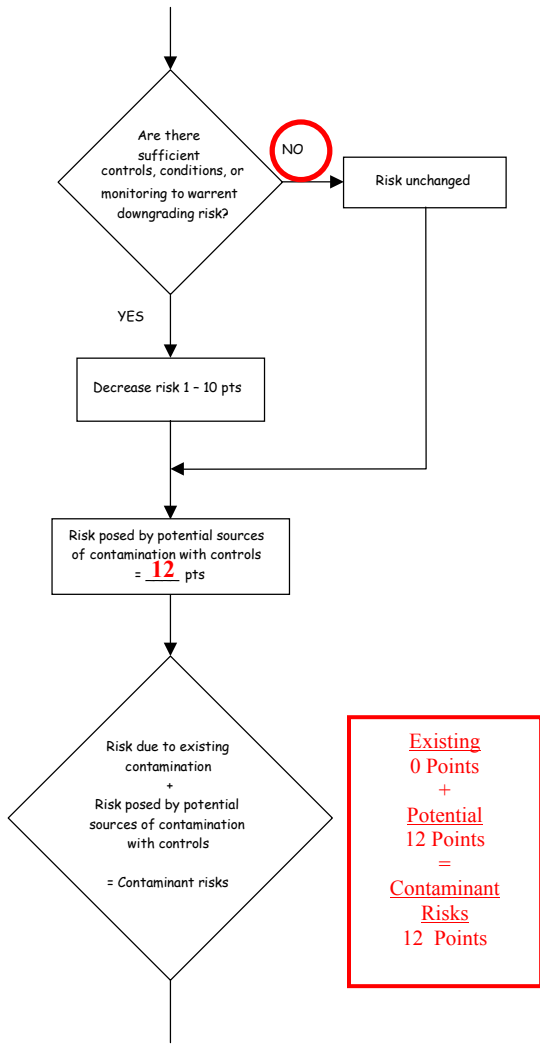 Are there
sufficient
controls, conditions, or
monitoring to warrent
downgrading risk?
NO
Risk unchanged
YES
Decrease risk 1 – 10 pts
Risk posed by potential sources
of contamination with controls
= 12 pts
Risk due to existing
contamination
+
Risk posed by potential
sources of contamination
with controls
= Contaminant risks
Existing
0 Points
+
Potential
12 Points
=
Contaminant
Risks
12 Points